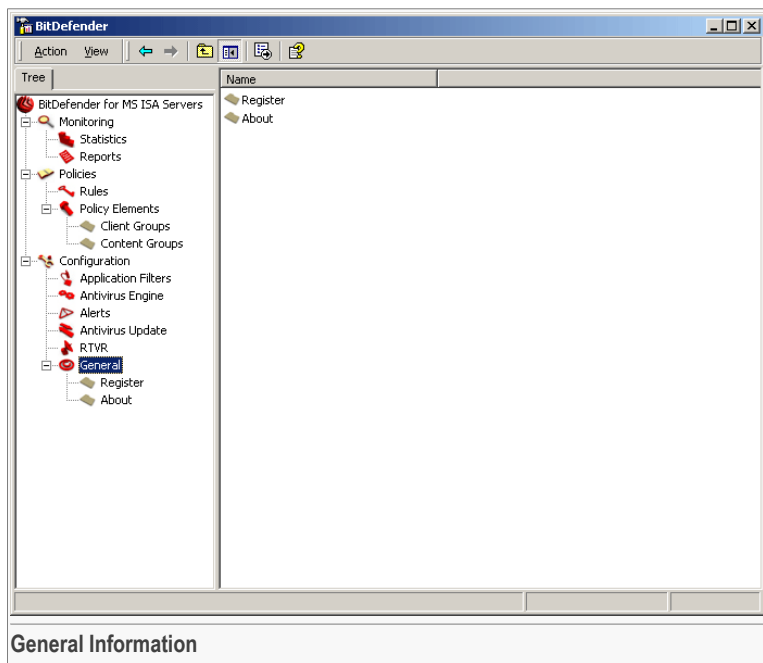 BitDefender
Action View
Tree
Name
BitDefender for MS ISA Servers
Monitoring
Statistics
Reports
Policies
Rules
Policy Elements
Client Groups
Content Groups
Configuration
Application Filters
Antivirus Engine
Alerts
Antivirus Update
RTVR
General
Register
About
Register
About
General Information